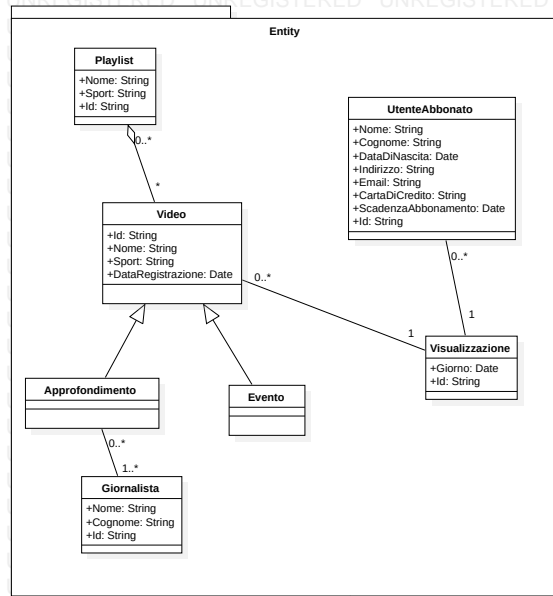 UNREGISTERED UNREGISTERED UNREGISTERED
Entity
Playlist
+Nome: String
+Sport: String
+Id: String
0..*
*
UtenteAbbonato
+Nome: String
+Cognome: String
+DataDiNascita: Date
+Indirizzo: String
+Email: String
+CartaDiCredito: String
+ScadenzaAbbonamento: Date
+Id: String
0..*
1
Video
+Id: String
+Nome: String
+Sport: String
+DataRegistrazione: Date
0..*
1
Visualizzazione
+Giorno: Date
+Id: String
Approfondimento
Evento
0..*
1..*
Giornalista
+Nome: String
+Cognome: String
+Id: String